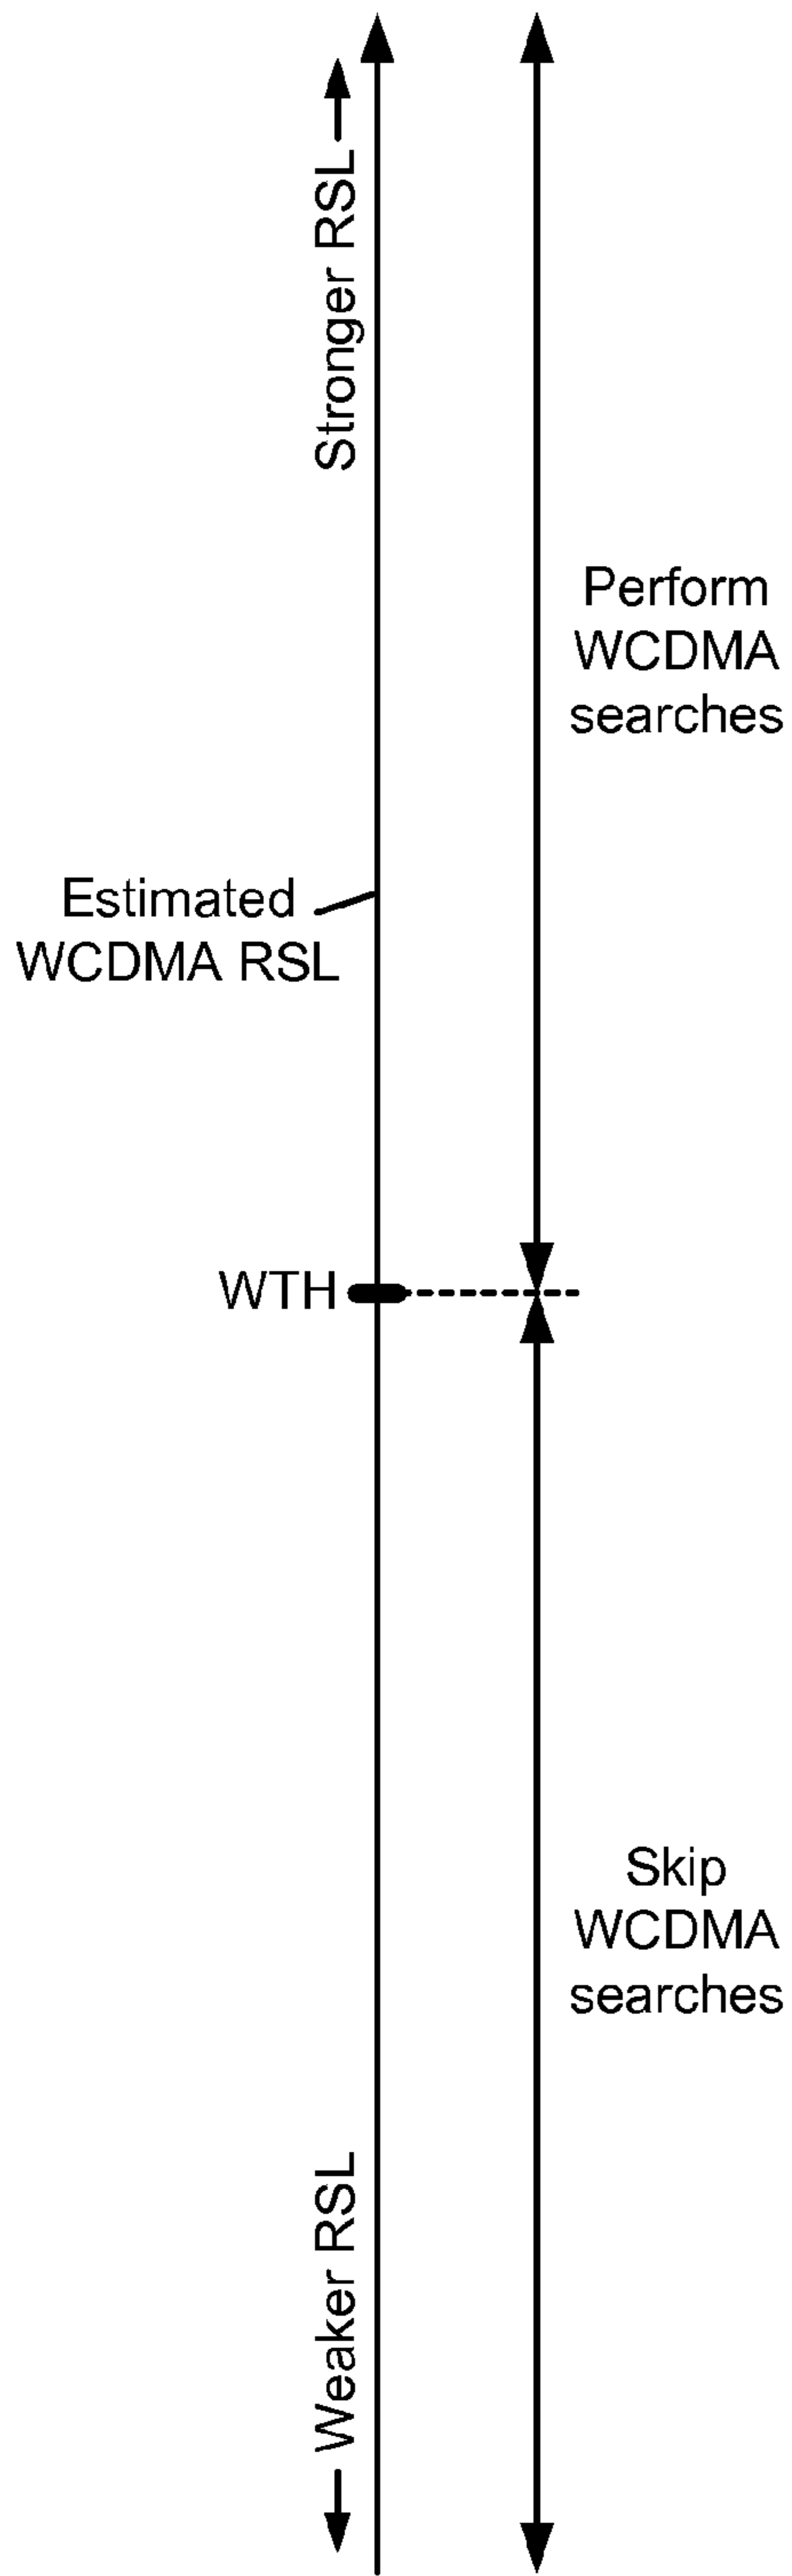 Stronger RSL
Perform
WCDMA
searches
Estimated
WCDMA RSL
WTH
Skip
WCDMA
searches
Weaker RSL